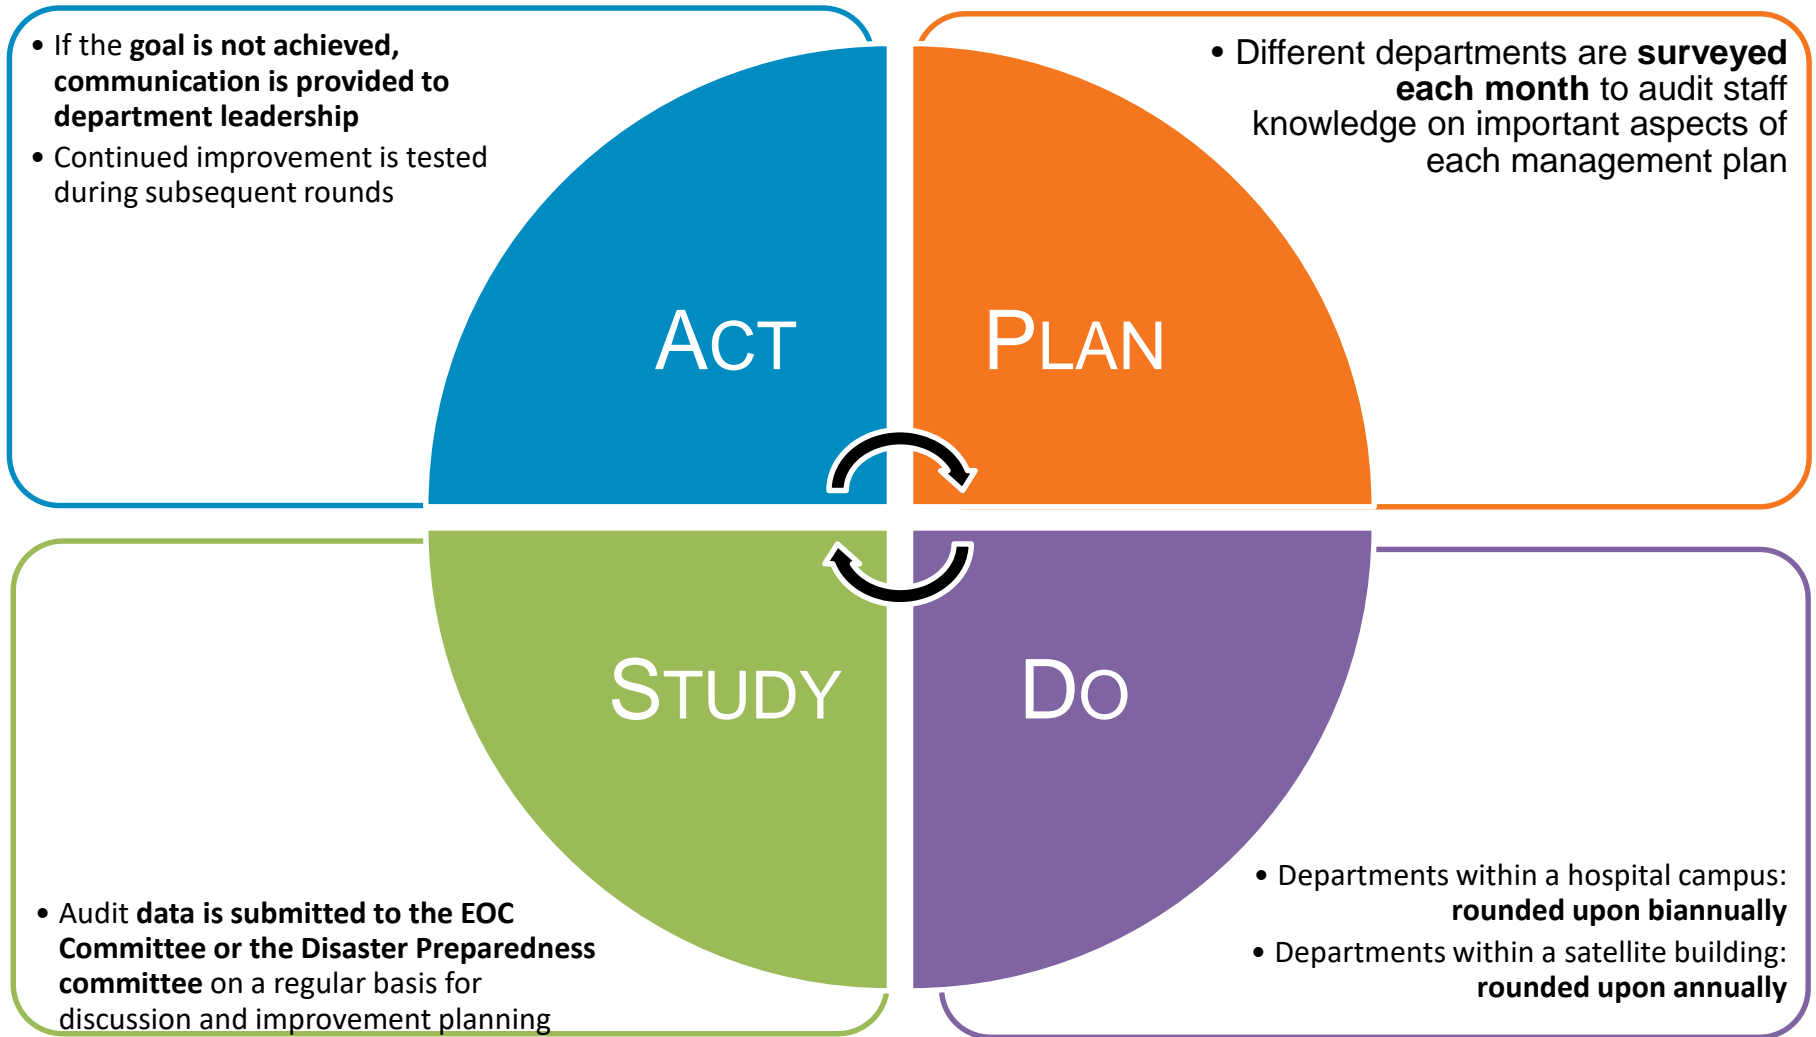 • If the goal is not achieved,
communication is provided to
department leadership
• Continued improvement is tested
during subsequent rounds
• Different departments are surveyed
each month to audit staff
knowledge on important aspects of
each management plan
ACT
PLAN
STUDY
DO
• Audit data is submitted to the EOC
Committee or the Disaster Preparedness
committee on a regular basis for
discussion and improvement planning
• Departments within a hospital campus:
rounded upon biannually
• Departments within a satellite building:
rounded upon annually